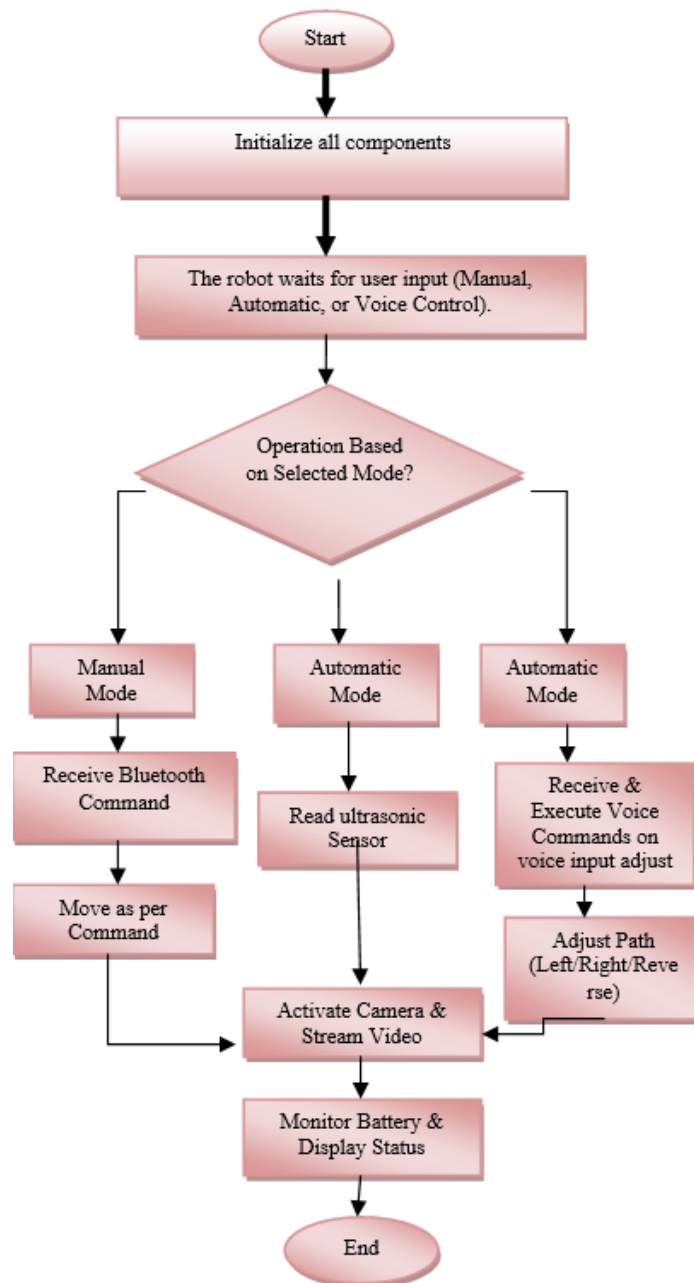 Start
Initialize all components
The robot waits for user input (Manual,
Automatic, or Voice Control).
Operation Based
on Selected Mode?
Manual
Mode
Automatic
Mode
Automatic
Mode
Receive Bluetooth
Command
Read ultrasonic
Sensor
Receive &
Execute Voice
Commands on
voice input adjust
Move as per
Command
Adjust Path
(Left/Right/Reve
rse)
Activate Camera &
Stream Video
Monitor Battery &
Display Status
End